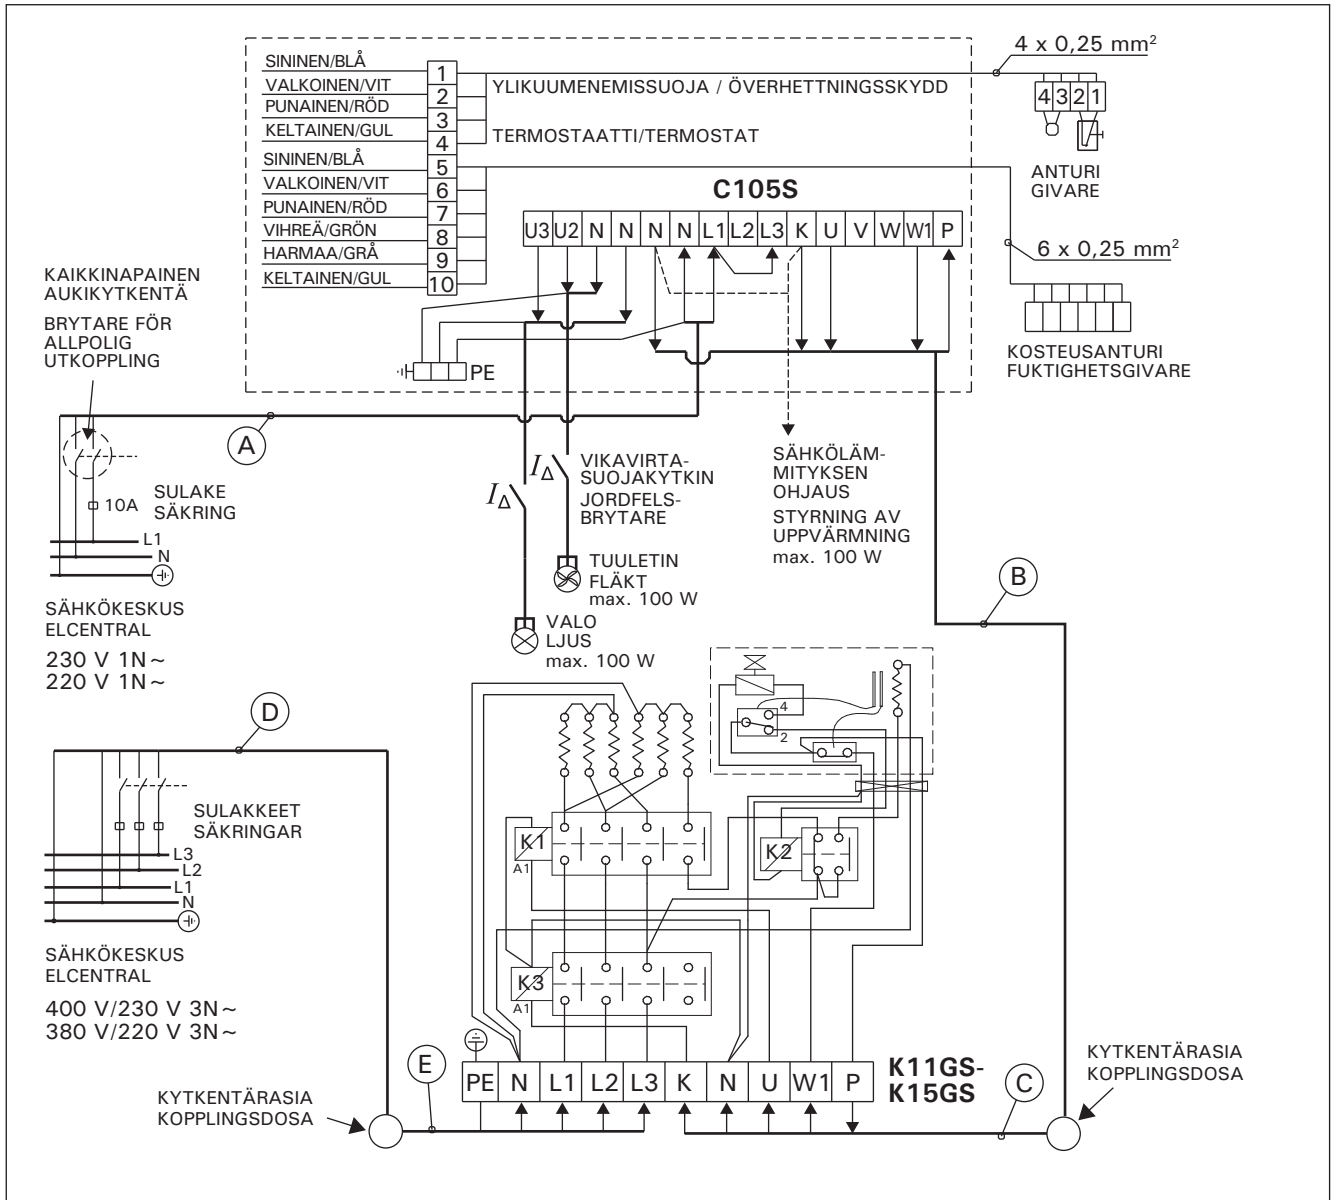 SININEN/BLÅ
VALKOINEN/VIT
PUNAINEN/RÖD
KELTAINEN/GUL
SININEN/BLÅ
VALKOINEN/VIT
PUNAINEN/RÖD
VIHREÄ/GRÖN
HARMAA/GRÅ
KELTAINEN/GUL
1
2
3
4
5
6
7
8
9
10
YLIKUUMENEMISSUOJA / ÖVERHETTNINGSSKYDD
TERMOSTAATTI/TERMOSTAT
4 x 0,25 mm²
4 3 2 1
ANTURI
GIVARE
C105S
U3 U2 N N N N L1 L2 L3 K U V W W1 P
6 x 0,25 mm²
KOSTEUSANTURI
FUKTIGHETSGIVARE
PE
KAIKKINAPAINEN
AUKIKYTKENTÄ
BRYTARE FÖR
ALLPOLIG
UTKOPPLING
A
10A
SULAKE
SÄKRING
L1
N
SÄHKÖKESKUS
ELCENTRAL
230 V 1N~
220 V 1N~
I∆
I∆
VIKAVIRTA-
SUOJAKYTKIN
JORDFELS-
BRYTARE
TUULETIN
FLÄKT
max. 100 W
VALO
LJUS
max. 100 W
SÄHKÖLÄM-
MITYKSEN
OHJAUS
STYRNING AV
UPPVÄRMNING
max. 100 W
B
D
SULAKKEET
SÄKRINGAR
L3
L2
L1
N
SÄHKÖKESKUS
ELCENTRAL
400 V/230 V 3N~
380 V/220 V 3N~
4
2
K1
A1
K2
K3
A1
PE N L1 L2 L3 K N U W1 P
K11GS-
K15GS
E
C
KYTKENTÄRASIA
KOPPLINGSDOSA
KYTKENTÄRASIA
KOPPLINGSDOSA